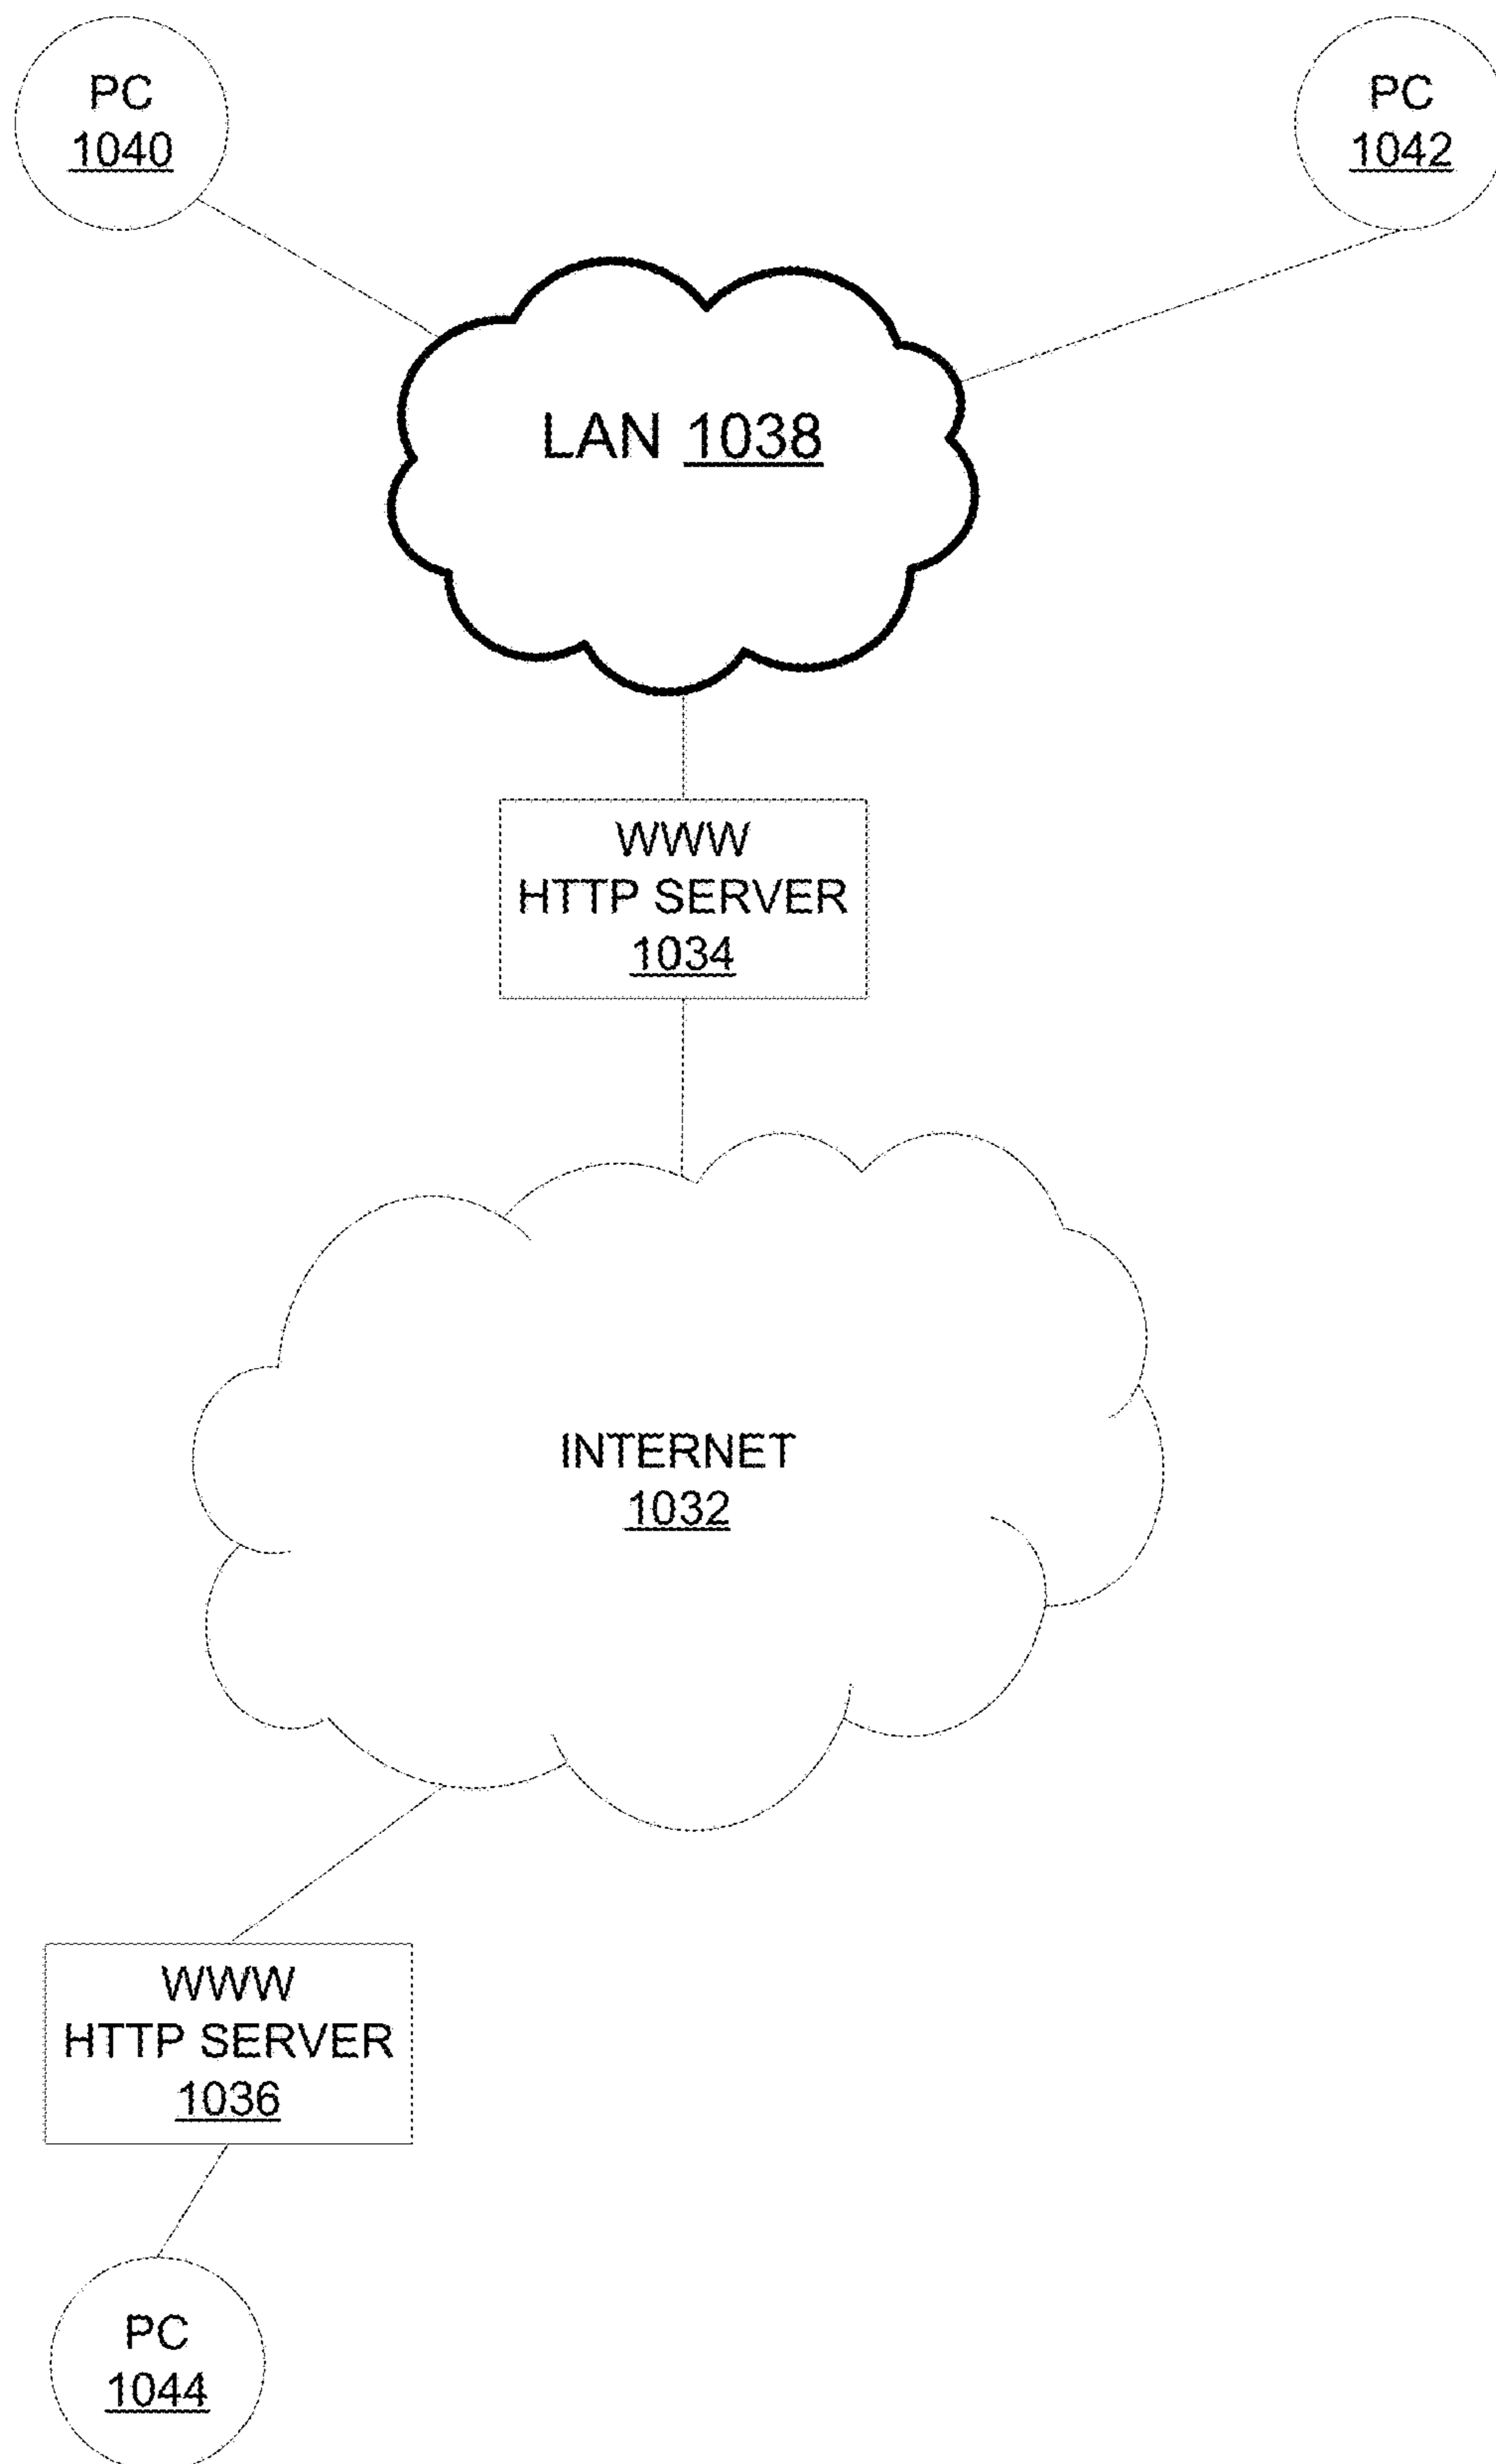 PC
1040
PC
1042
LAN 1038
WWW
HTTP SERVER
1034
INTERNET
1032
WWW
HTTP SERVER
1036
PC
1044